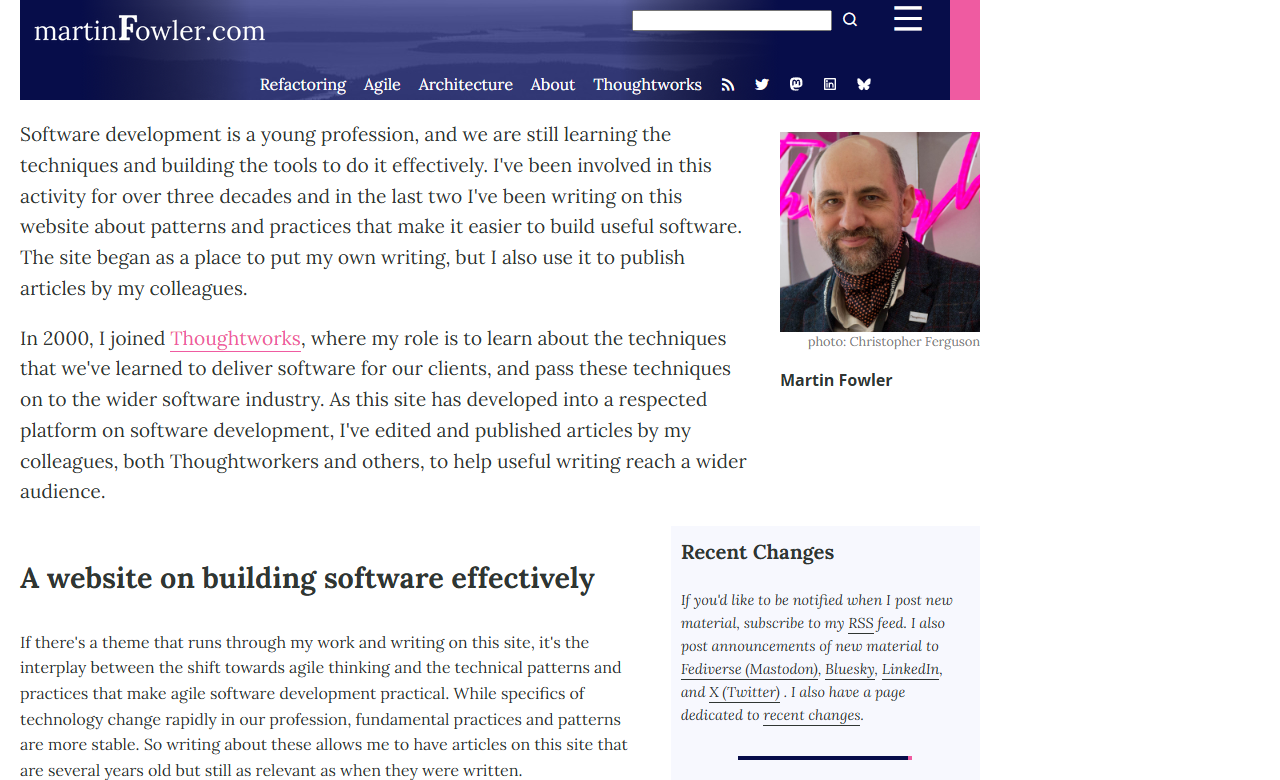 martinFowler.com
Refactoring Agile Architecture About Thoughtworks
Software development is a young profession, and we are still learning the
techniques and building the tools to do it effectively. I've been involved in this
activity for over three decades and in the last two I've been writing on this
website about patterns and practices that make it easier to build useful software.
The site began as a place to put my own writing, but I also use it to publish
articles by my colleagues.
photo: Christopher Ferguson
Martin Fowler
In 2000, I joined Thoughtworks, where my role is to learn about the techniques
that we've learned to deliver software for our clients, and pass these techniques
on to the wider software industry. As this site has developed into a respected
platform on software development, I've edited and published articles by my
colleagues, both Thoughtworkers and others, to help useful writing reach a wider
audience.
A website on building software effectively
If there's a theme that runs through my work and writing on this site, it's the
interplay between the shift towards agile thinking and the technical patterns and
practices that make agile software development practical. While specifics of
technology change rapidly in our profession, fundamental practices and patterns
are more stable. So writing about these allows me to have articles on this site that
are several years old but still as relevant as when they were written.
Recent Changes
If you'd like to be notified when I post new
material, subscribe to my RSS feed. I also
post announcements of new material to
Fediverse (Mastodon), Bluesky, LinkedIn,
and X (Twitter) . I also have a page
dedicated to recent changes.